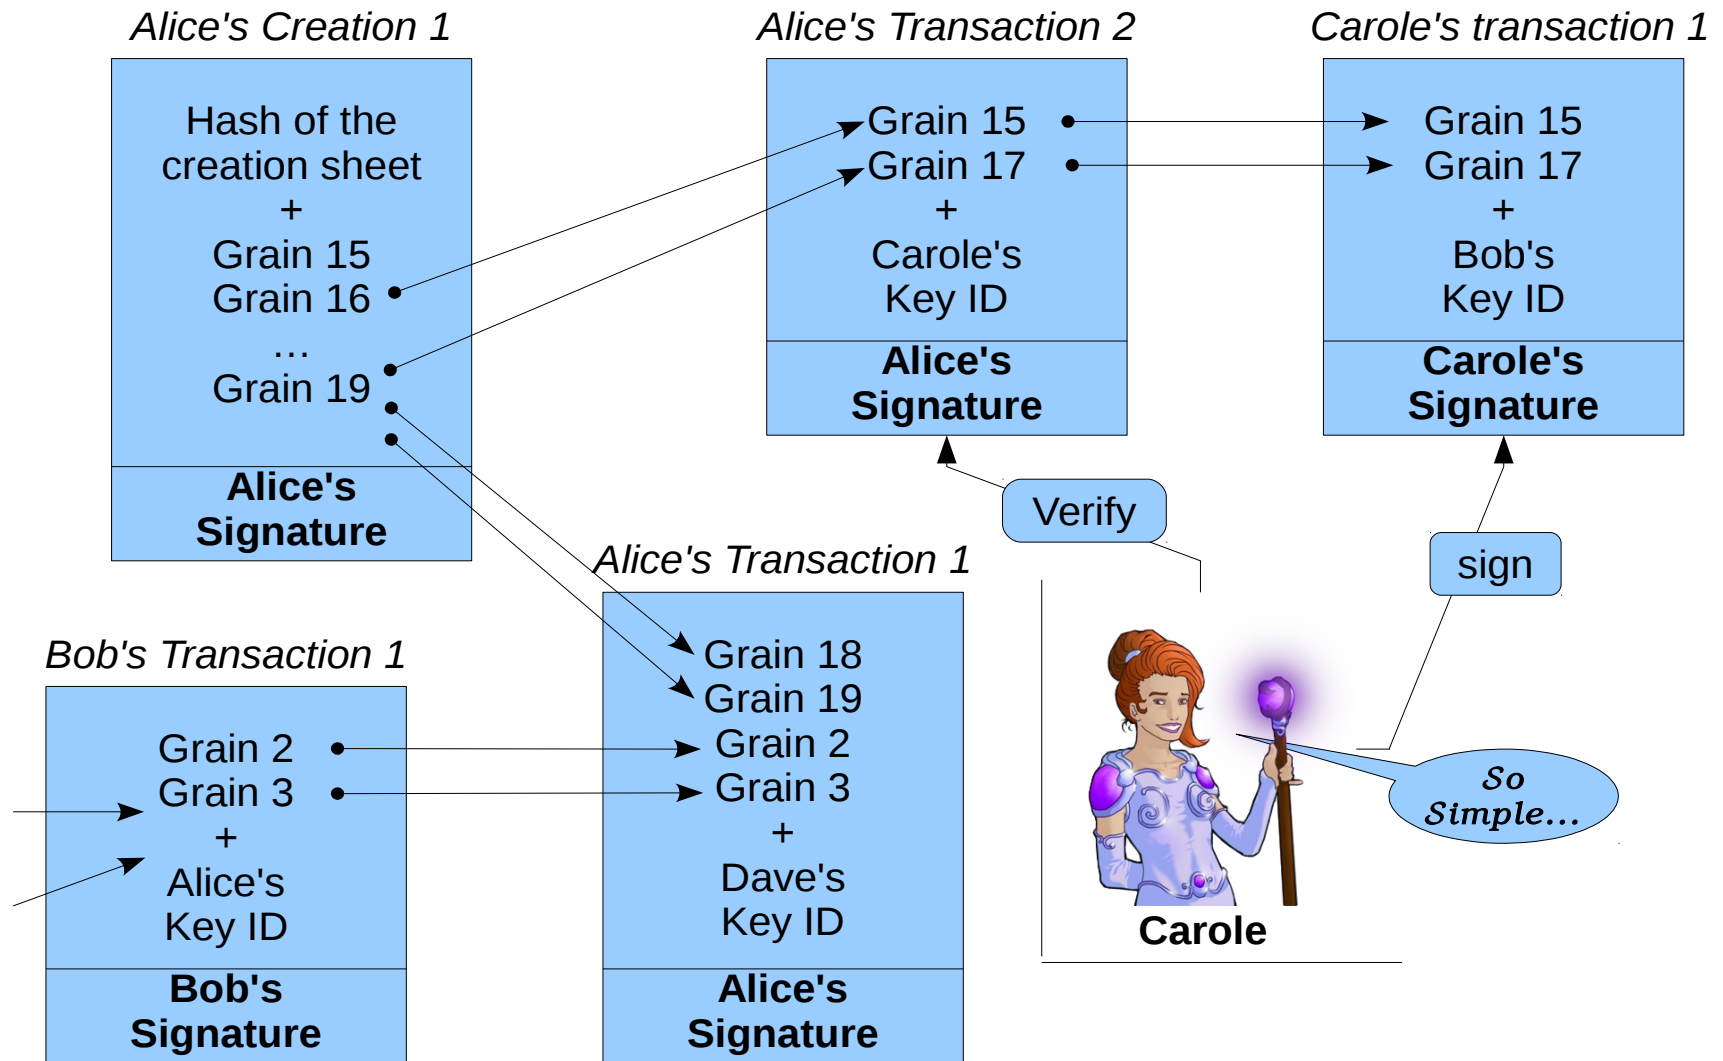 Alice's Creation 1
Hash of the
creation sheet
+
Grain 15
Grain 16
...
Grain 19
Alice's
Signature
Alice's Transaction 2
Grain 15
Grain 17
+
Carole's
Key ID
Alice's
Signature
Carole's transaction 1
Grain 15
Grain 17
+
Bob's
Key ID
Carole's
Signature
Verify
sign
Bob's Transaction 1
Grain 2
Grain 3
+
Alice's
Key ID
Bob's
Signature
Alice's Transaction 1
Grain 18
Grain 19
Grain 2
Grain 3
+
Dave's
Key ID
Alice's
Signature
So
Simple...
Carole